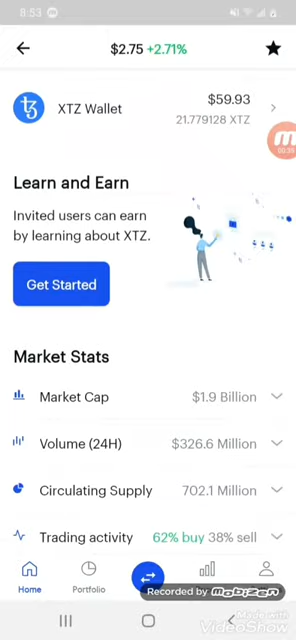 8:53
$2.75 +2.71%
XTZ Wallet
$59.93
21.779128 XTZ
00:39
Learn and Earn
Invited users can earn
by learning about XTZ.
Get Started
Market Stats
Market Cap
$1.9 Billion
Volume (24H)
$326.6 Million
Circulating Supply
702.1 Million
Trading activity
62% buy 38% sell
Home
Portfolio
Recorded by Mobizen
Made with
VideoShow